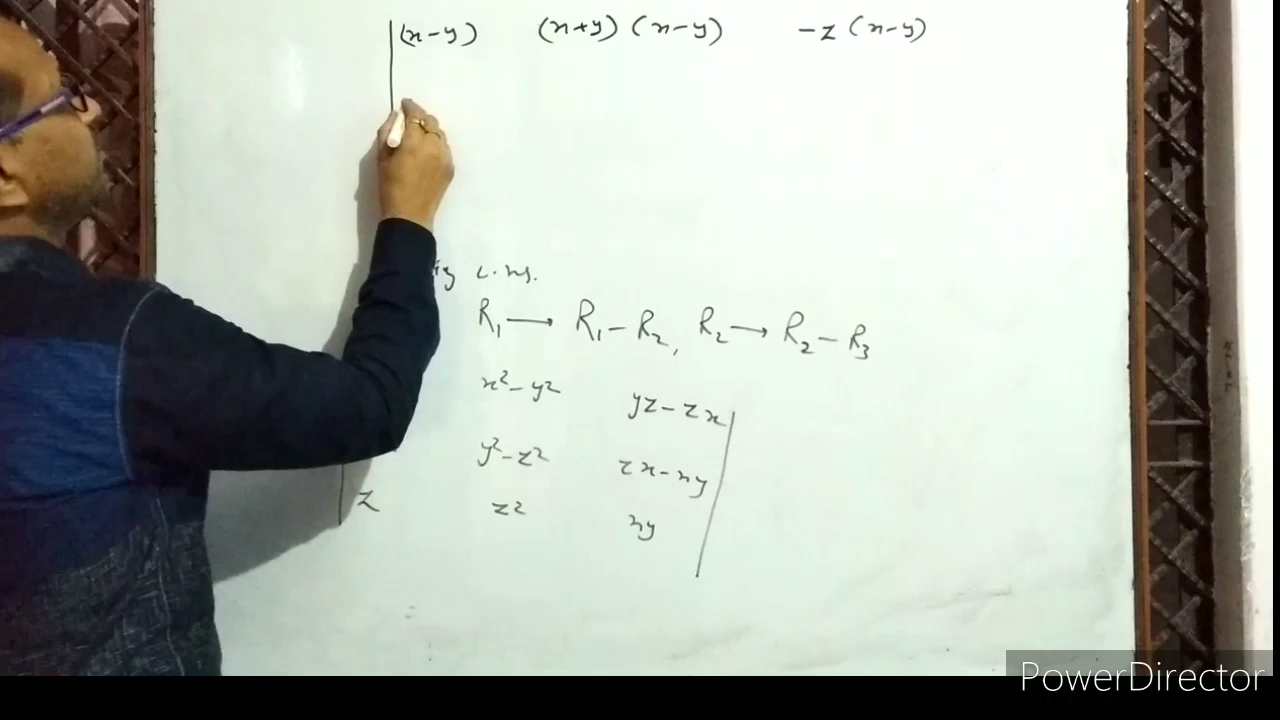 (x-y) (x+y) (x-y) -z (x-y)
R₁ → R₁ - R₂, R₂ → R₂ - R₃
x² - y² yz - zx
y² - z² zx - xy
z z² xy
PowerDirector